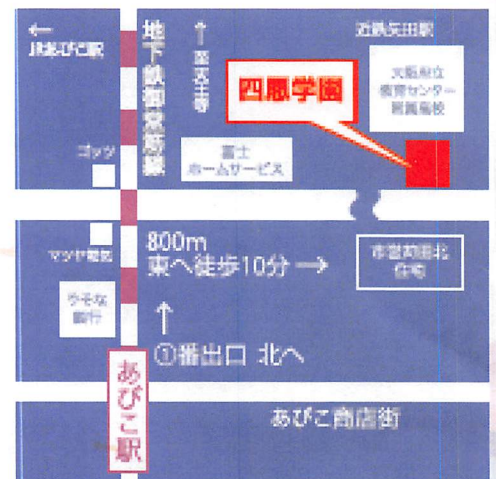 ←
JRあびこ駅
地下鉄御堂筋線
↑
至天王寺
近鉄矢田駅
四恩学園
大阪府立
教育センター
附属高校
ゴッツ
富士
ホームサービス
マツヤ電気
800m
東へ徒歩10分→
市営苅田北
住宅
りそな
銀行
↑
①番出口 北へ
あびこ駅
あびこ商店街